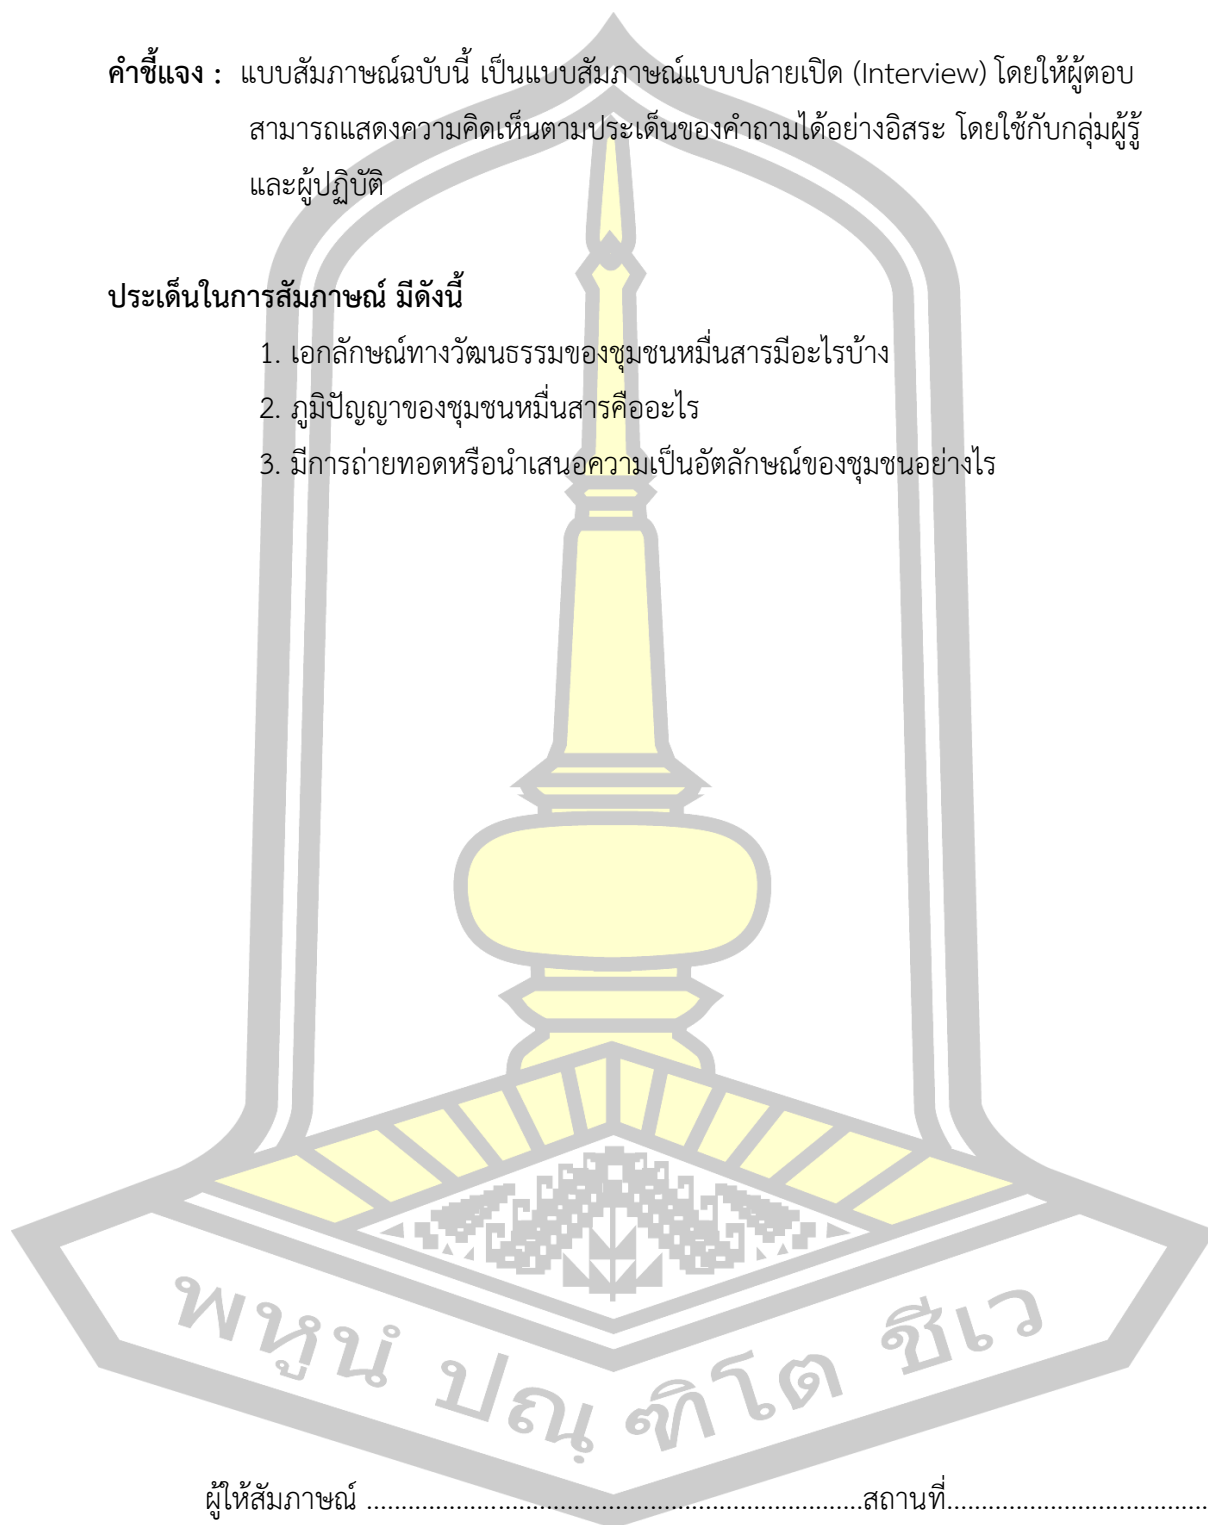 คำชี้แจง : แบบสัมภาษณ์ฉบับนี้ เป็นแบบสัมภาษณ์แบบปลายเปิด (Interview) โดยให้ผู้ตอบ
สามารถแสดงความคิดเห็นตามประเด็นของคำถามได้อย่างอิสระ โดยใช้กับกลุ่มผู้รู้
และผู้ปฏิบัติ
ประเด็นในการสัมภาษณ์ มีดังนี้
1. เอกลักษณ์ทางวัฒนธรรมของชุมชนหมื่นสารมีอะไรบ้าง
2. ภูมิปัญญาของชุมชนหมื่นสารคืออะไร
3. มีการถ่ายทอดหรือนำเสนอความเป็นอัตลักษณ์ของชุมชนอย่างไร
พหูนํ ปณฺฑิโต ชีเว
ผู้ให้สัมภาษณ์ ..........................................................................................สถานที่................................................